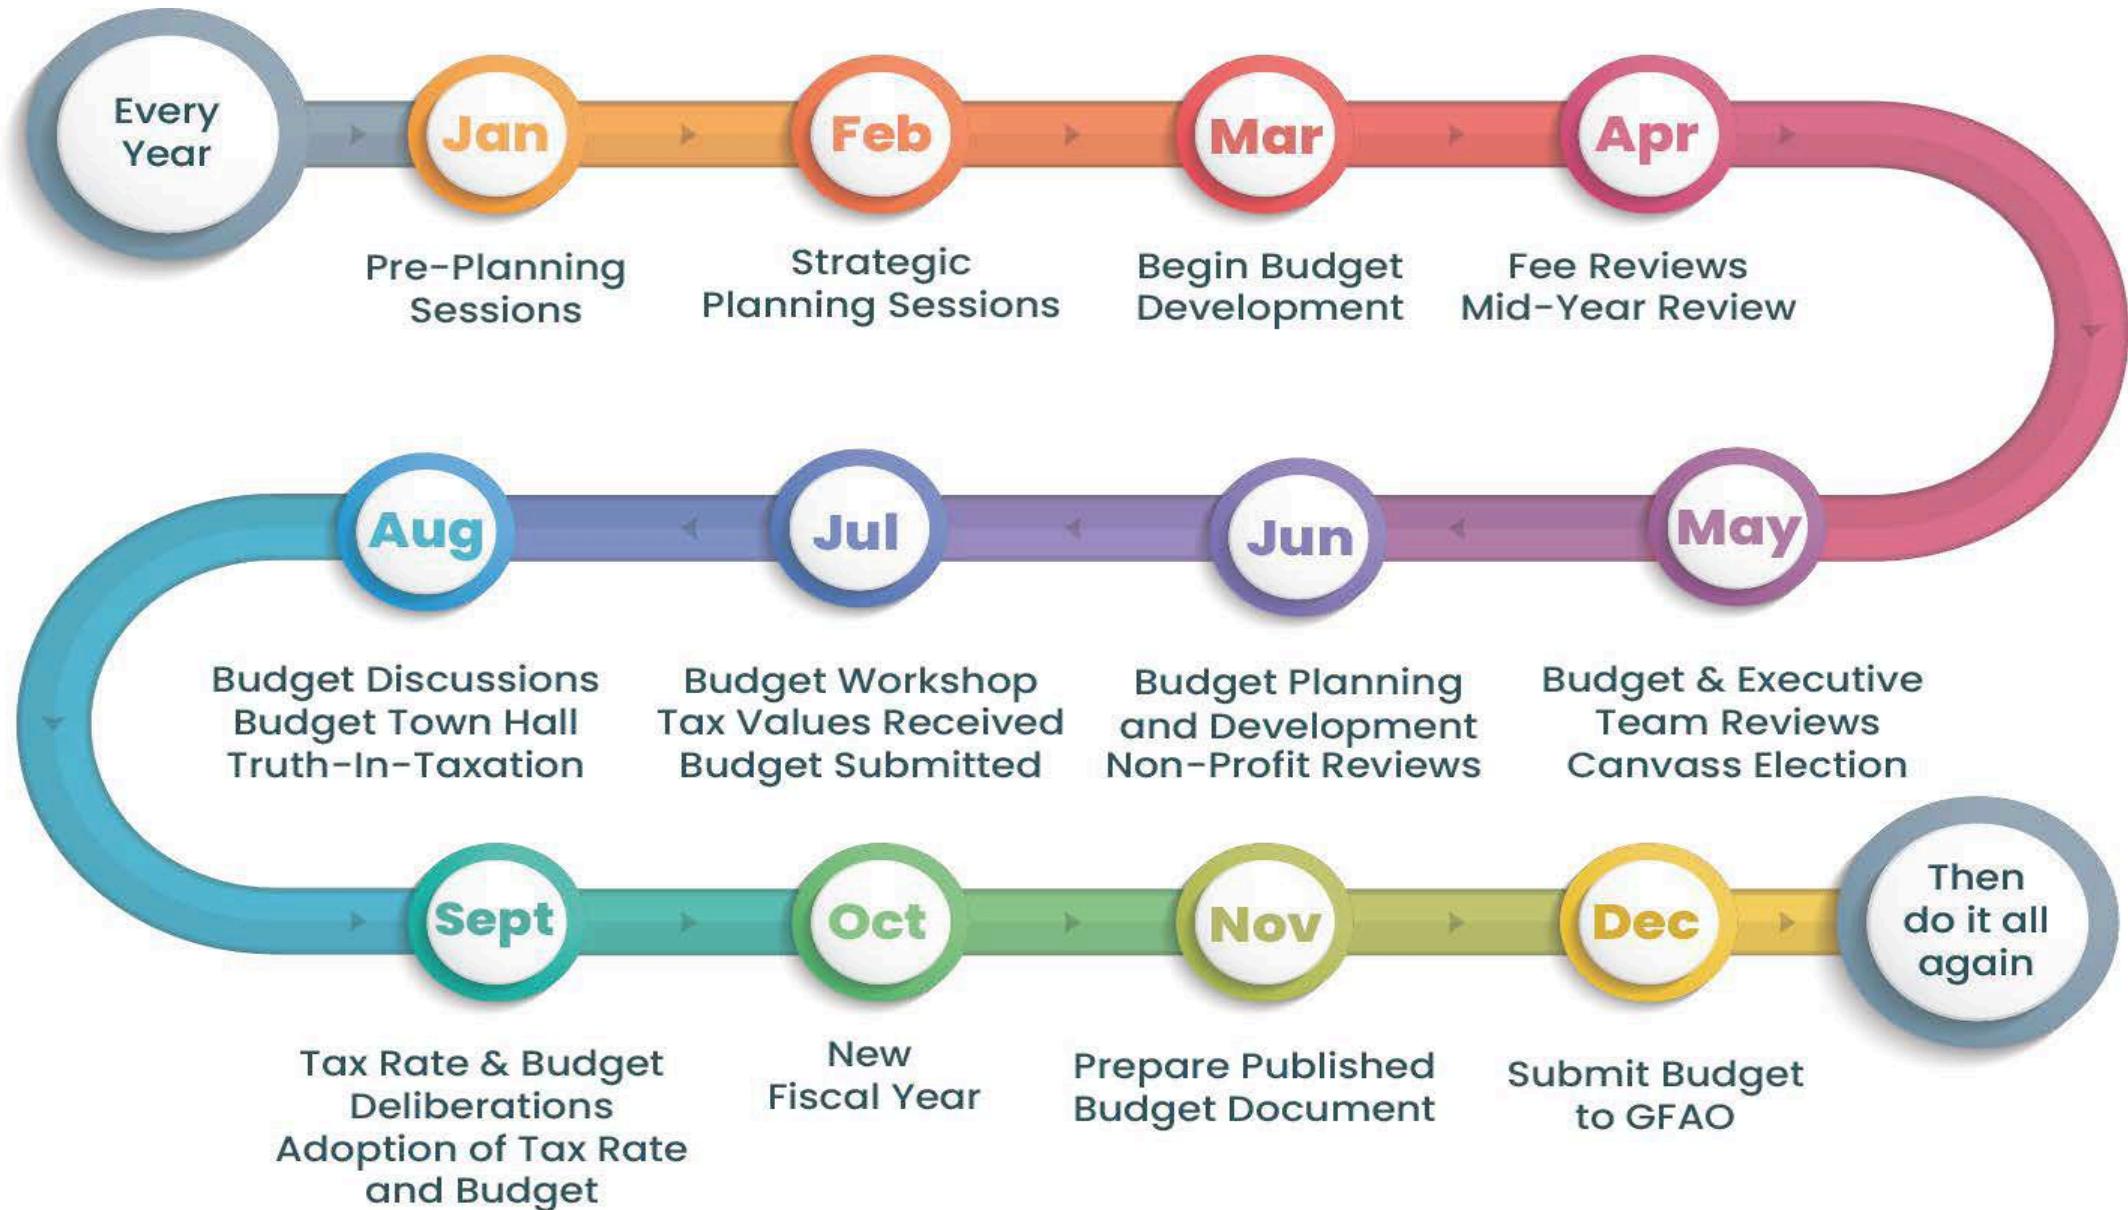 Every
Year
Jan
Feb
Mar
Apr
Pre-Planning
Sessions
Strategic
Planning Sessions
Begin Budget
Development
Fee Reviews
Mid-Year Review
May
Jun
Jul
Aug
Budget & Executive
Team Reviews
Canvass Election
Budget Planning
and Development
Non-Profit Reviews
Budget Workshop
Tax Values Received
Budget Submitted
Budget Discussions
Budget Town Hall
Truth-In-Taxation
Sept
Oct
Nov
Dec
Then
do it all
again
Tax Rate & Budget
Deliberations
Adoption of Tax Rate
and Budget
New
Fiscal Year
Prepare Published
Budget Document
Submit Budget
to GFAO